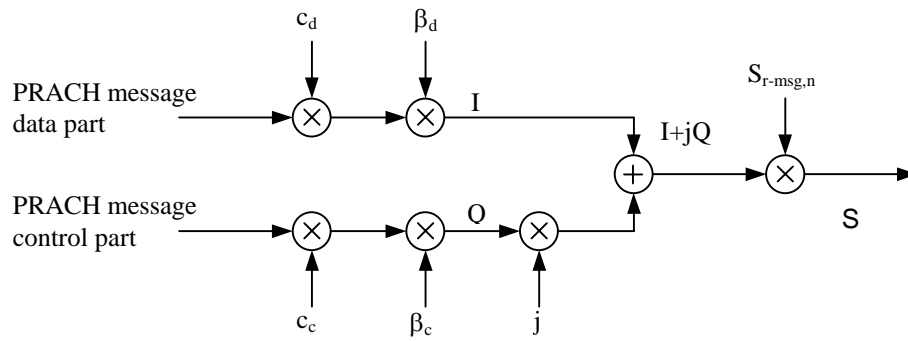 c_d
β_d
PRACH message
data part
I
S_r-msg,n
I+jQ
PRACH message
control part
Q
S
c_c
β_c
j